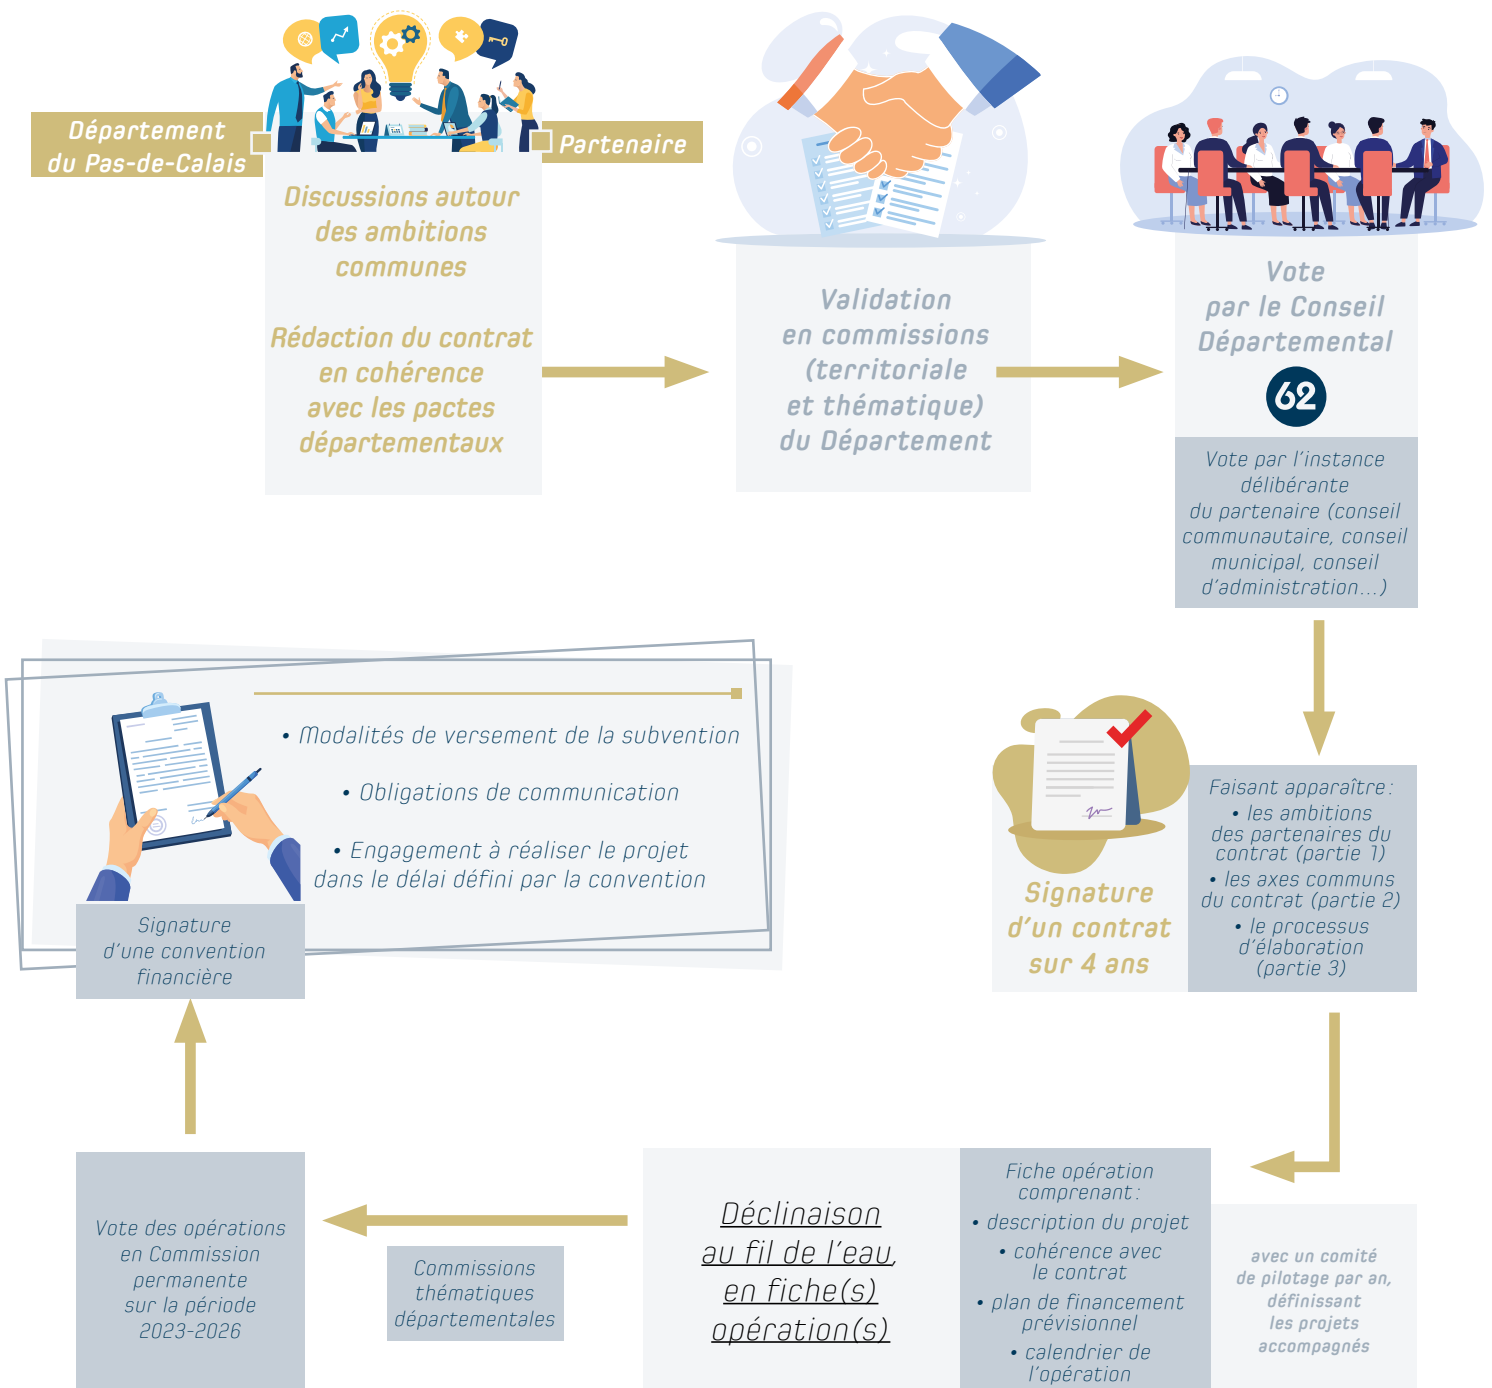 Département
du Pas-de-Calais
Partenaire
Discussions autour
des ambitions
communes
Rédaction du contrat
en cohérence
avec les pactes
départementaux
Validation
en commissions
(territoriale
et thématique)
du Département
Vote
par le Conseil
Départemental
62
Vote par l'instance
délibérante
du partenaire (conseil
communautaire, conseil
municipal, conseil
d'administration...)
Signature
d'un contrat
sur 4 ans
Faisant apparaître :
• les ambitions
des partenaires du
contrat (partie 1)
• les axes communs
du contrat (partie 2)
• le processus
d'élaboration
(partie 3)
avec un comité
de pilotage par an,
définissant
les projets
accompagnés
Déclinaison
au fil de l'eau,
en fiche(s)
opération(s)
Fiche opération
comprenant :
• description du projet
• cohérence avec
le contrat
• plan de financement
prévisionnel
• calendrier de
l'opération
Commissions
thématiques
départementales
Vote des opérations
en Commission
permanente
sur la période
2023-2026
Signature
d'une convention
financière
• Modalités de versement de la subvention
• Obligations de communication
• Engagement à réaliser le projet
dans le délai défini par la convention